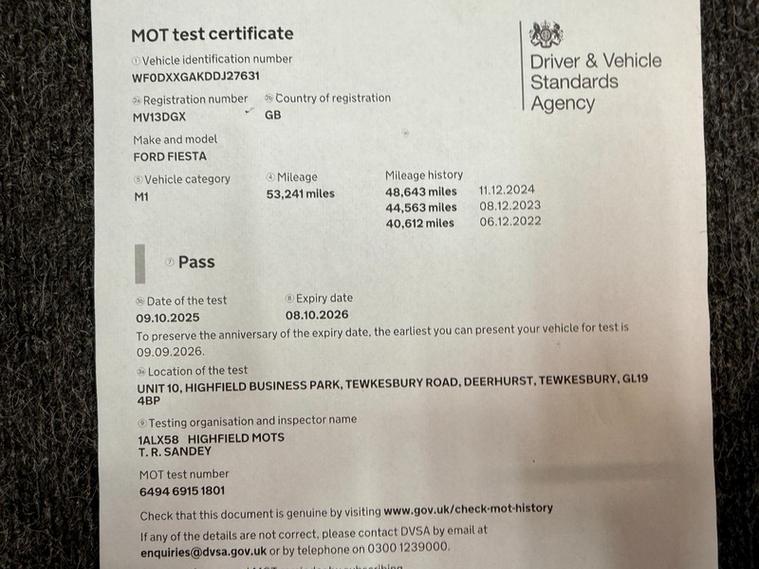 MOT test certificate
Driver & Vehicle
Standards
Agency
① Vehicle identification number
WF0DXXGAKDDJ27631
Registration number Country of registration
MV13DGX GB
Make and model
FORD FIESTA
⑤ Vehicle category ④ Mileage Mileage history
M1 53,241 miles 48,643 miles 11.12.2024
44,563 miles 08.12.2023
40,612 miles 06.12.2022
⑦ Pass
Date of the test ⑧ Expiry date
09.10.2025 08.10.2026
To preserve the anniversary of the expiry date, the earliest you can present your vehicle for test is
09.09.2026.
Location of the test
UNIT 10, HIGHFIELD BUSINESS PARK, TEWKESBURY ROAD, DEERHURST, TEWKESBURY, GL19
4BP
⑨ Testing organisation and inspector name
1ALX58 HIGHFIELD MOTS
T. R. SANDEY
MOT test number
6494 6915 1801
Check that this document is genuine by visiting www.gov.uk/check-mot-history
If any of the details are not correct, please contact DVSA by email at
enquiries@dvsa.gov.uk or by telephone on 0300 1239000.